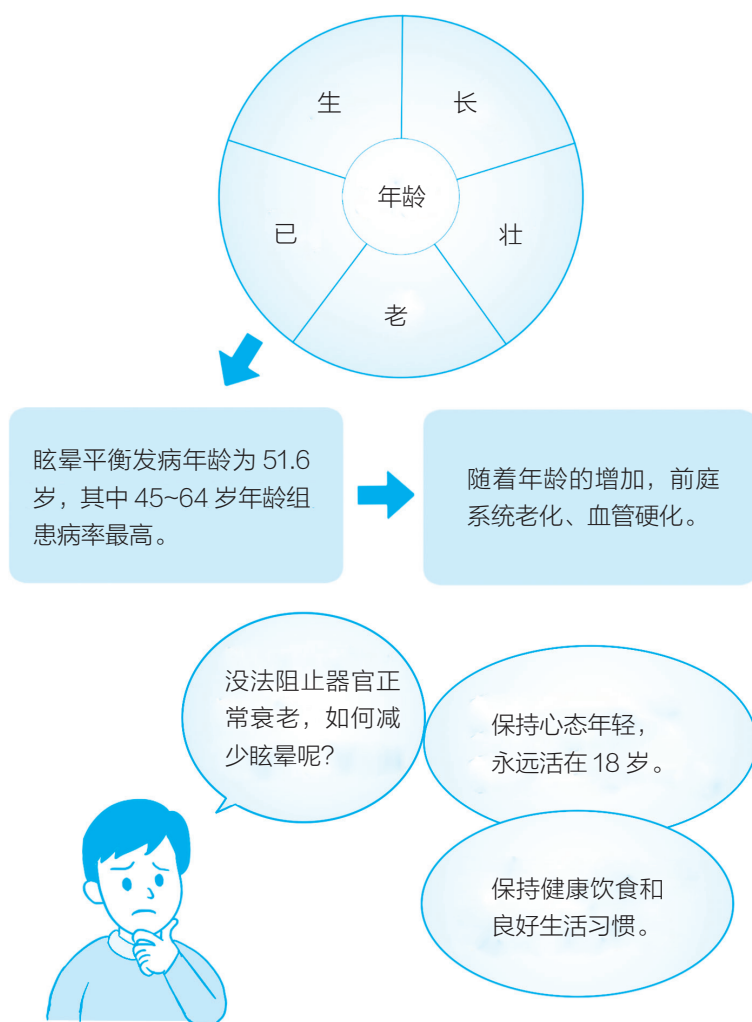 生
长
年龄
已
壮
老
眩晕平衡发病年龄为 51.6
岁，其中 45~64 岁年龄组
患病率最高。
随着年龄的增加，前庭
系统老化、血管硬化。
没法阻止器官正
常衰老，如何减
少眩晕呢？
保持心态年轻，
永远活在 18 岁。
保持健康饮食和
良好生活习惯。